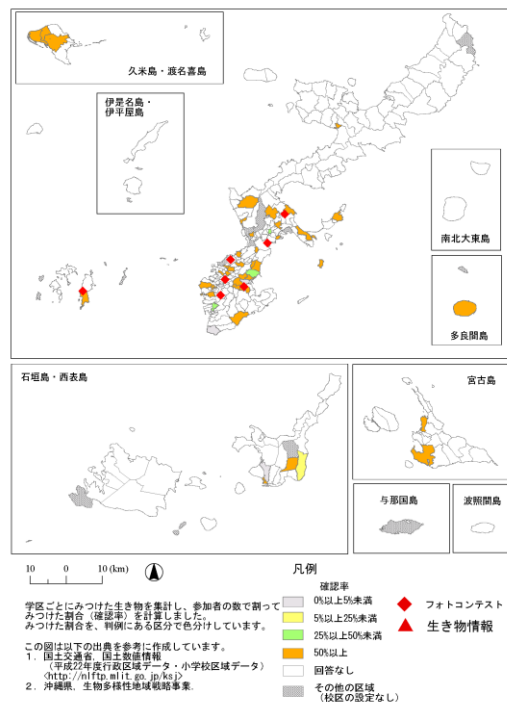 久米島・渡名喜島
伊是名島・
伊平屋島
南北大東島
多良間島
石垣島・西表島
宮古島
与那国島
波照間島
10 0 10(km)
凡例
確認率
0%以上5%未満
5%以上25%未満
25%以上50%未満
50%以上
回答なし
その他の区域
(校区の設定なし)
フォトコンテスト
生き物情報
学区ごとにみつけた生き物を集計し、参加者の数で割って
みつけた割合(確認率)を計算しました。
みつけた割合を、判例にある区分で色分けしています。
この図は以下の出典を参考に作成しています。
1. 国土交通省, 国土数値情報
(平成22年度行政区域データ・小学校区域データ)
<http://nlftp.mlit.go.jp/ksj>
2. 沖縄県, 生物多様性地域戦略事業.